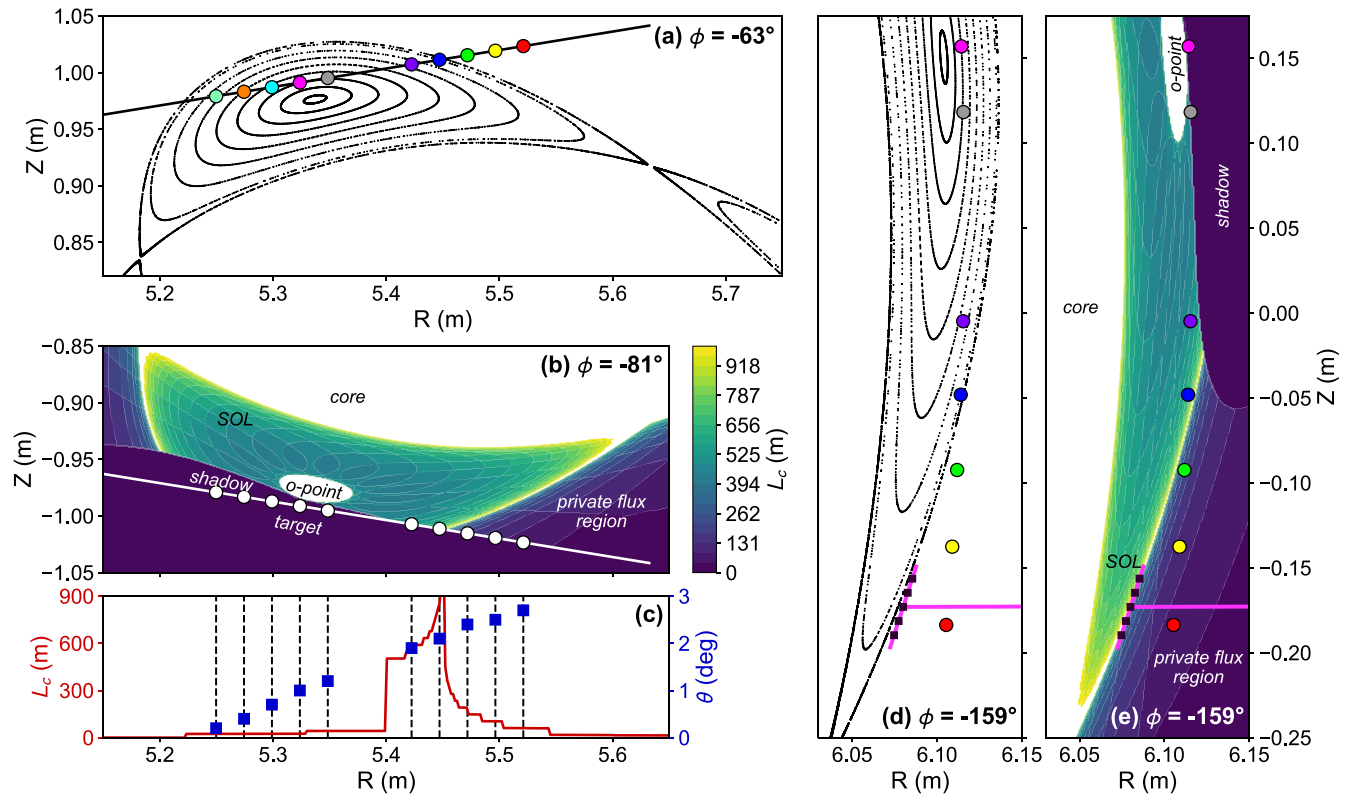 1.05
1.00
0.95
0.90
0.85
Z (m)
(a) ϕ = -63°
5.2
5.3
5.4
5.5
5.6
5.7
R (m)
−0.85
−0.90
−0.95
−1.00
−1.05
Z (m)
(b) ϕ = -81°
core
SOL
shadow
o-point
target
private flux
region
918
787
656
525
394
262
131
0
L_c (m)
900
600
300
0
L_c (m)
(c)
3
2
1
0
θ (deg)
5.2
5.3
5.4
5.5
5.6
R (m)
(d) ϕ = -159°
6.05
6.10
6.15
R (m)
o-point
shadow
core
SOL
private flux
region
(e) ϕ = -159°
0.15
0.10
0.05
0.00
−0.05
−0.10
−0.15
−0.20
−0.25
Z (m)
6.05
6.10
6.15
R (m)